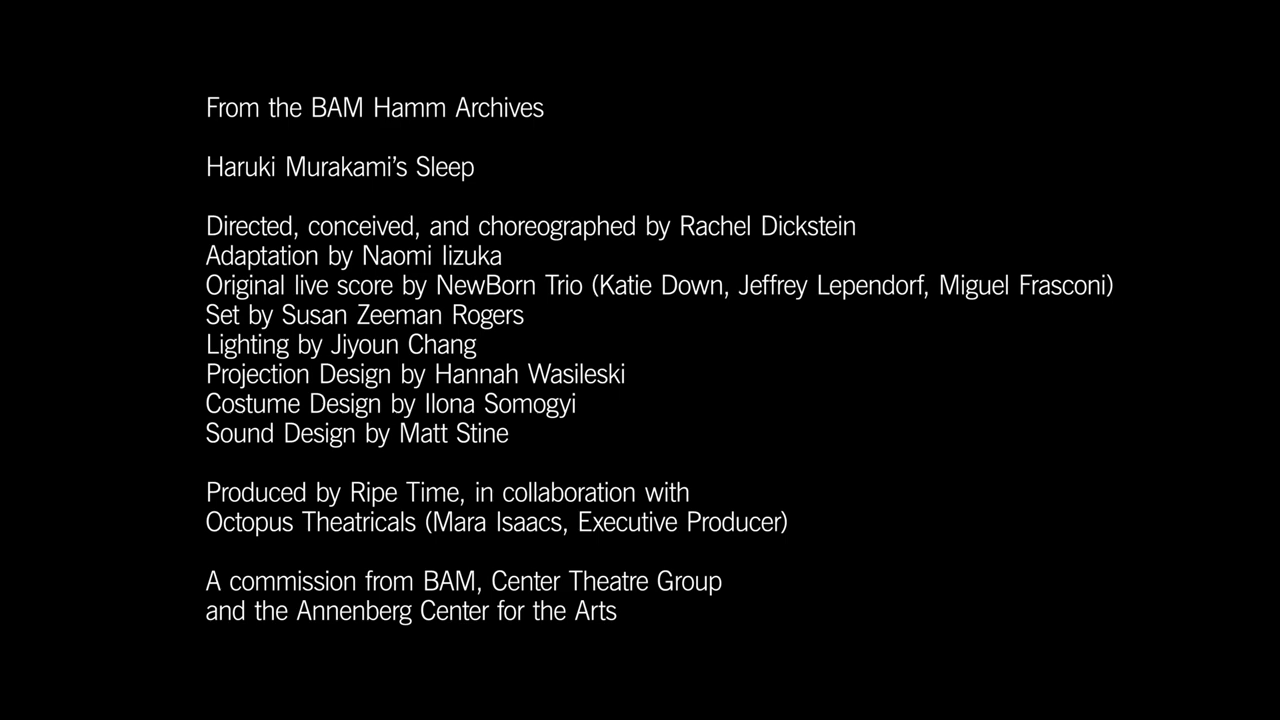 From the BAM Hamm Archives
Haruki Murakami’s Sleep
Directed, conceived, and choreographed by Rachel Dickstein
Adaptation by Naomi Iizuka
Original live score by NewBorn Trio (Katie Down, Jeffrey Lependorf, Miguel Frasconi)
Set by Susan Zeeman Rogers
Lighting by Jiyoun Chang
Projection Design by Hannah Wasileski
Costume Design by Ilona Somogyi
Sound Design by Matt Stine
Produced by Ripe Time, in collaboration with
Octopus Theatricals (Mara Isaacs, Executive Producer)
A commission from BAM, Center Theatre Group
and the Annenberg Center for the Arts